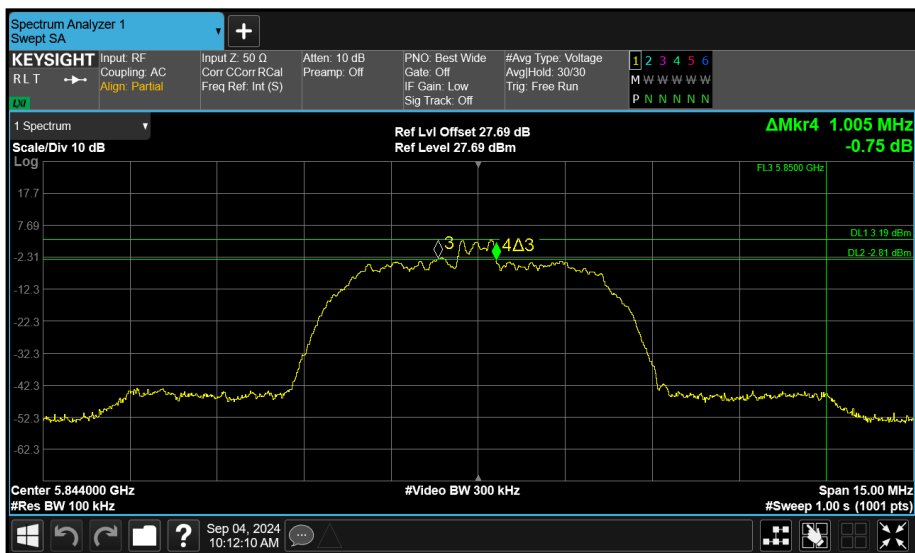 Spectrum Analyzer 1
Swept SA
KEYSIGHT
R L T
LXI
Input: RF
Coupling: AC
Align: Partial
Input Z: 50 Ω
Corr CCorr RCal
Freq Ref: Int (S)
Atten: 10 dB
Preamp: Off
PNO: Best Wide
Gate: Off
IF Gain: Low
Sig Track: Off
#Avg Type: Voltage
Avg|Hold: 30/30
Trig: Free Run
1 2 3 4 5 6
M W W W W W
P N N N N N
1 Spectrum
Scale/Div 10 dB
Ref Lvl Offset 27.69 dB
Ref Level 27.69 dBm
ΔMkr4 1.005 MHz
-0.75 dB
Log
FL3 5.8500 GHz
17.7
7.69
DL1 3.19 dBm
3
4Δ3
DL2 -2.81 dBm
-2.31
-12.3
-22.3
-32.3
-42.3
-52.3
-62.3
Center 5.844000 GHz
#Video BW 300 kHz
Span 15.00 MHz
#Res BW 100 kHz
#Sweep 1.00 s (1001 pts)
?
Sep 04, 2024
10:12:10 AM